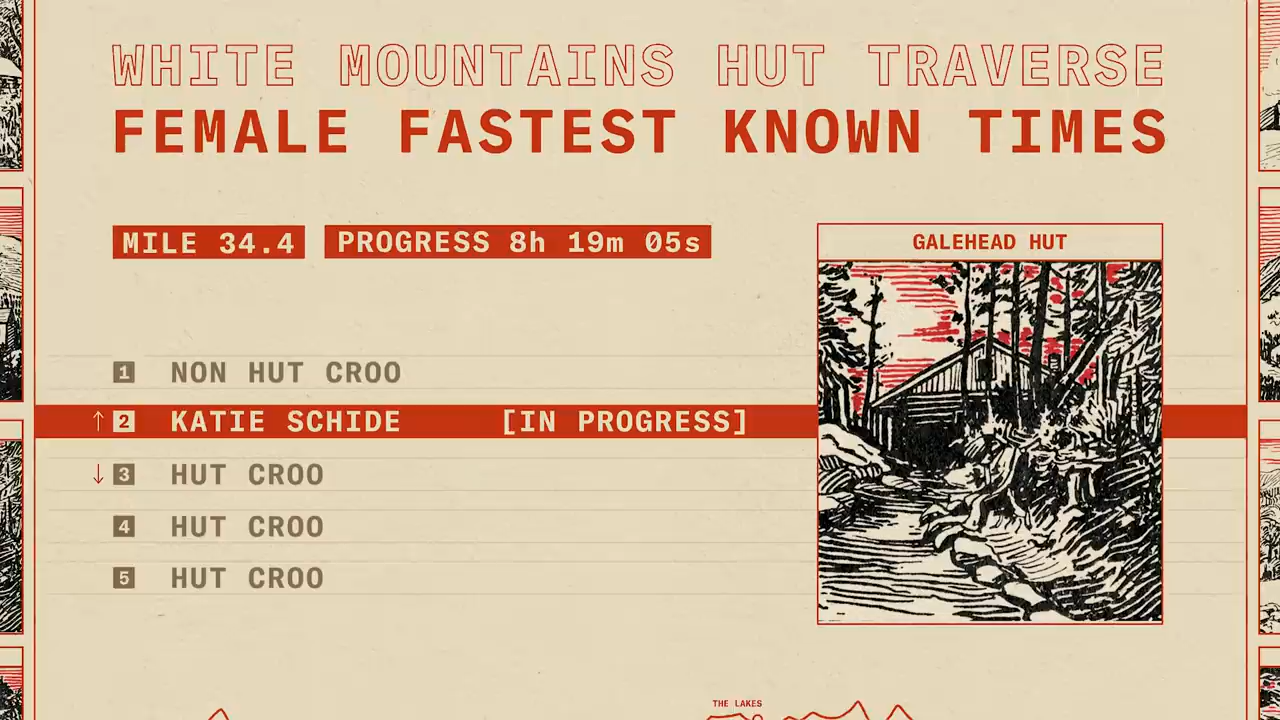 WHITE MOUNTAINS HUT TRAVERSE
FEMALE FASTEST KNOWN TIMES
MILE 34.4 PROGRESS 8h 19m 05s
GALEHEAD HUT
1 NON HUT CROO
↑ 2 KATIE SCHIDE [IN PROGRESS]
↓ 3 HUT CROO
4 HUT CROO
5 HUT CROO
THE LAKES